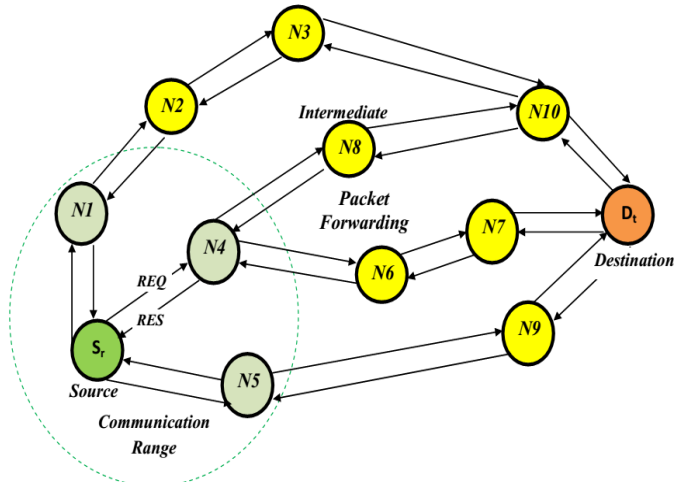 N3
N2
Intermediate
N10
N8
N1
Packet
Forwarding
N4
N7
Dt
N6
Destination
REQ
RES
N9
Sr
N5
Source
Communication
Range